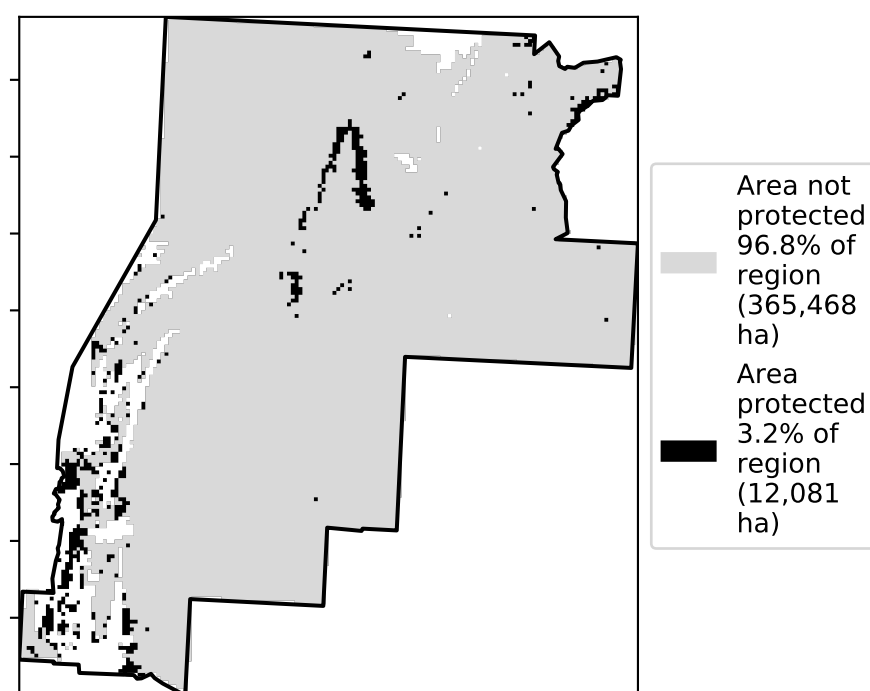 Area not
protected
96.8% of
region
(365,468
ha)
Area
protected
3.2% of
region
(12,081
ha)